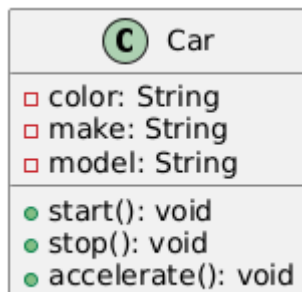 C Car
color: String
make: String
model: String
start(): void
stop(): void
accelerate(): void